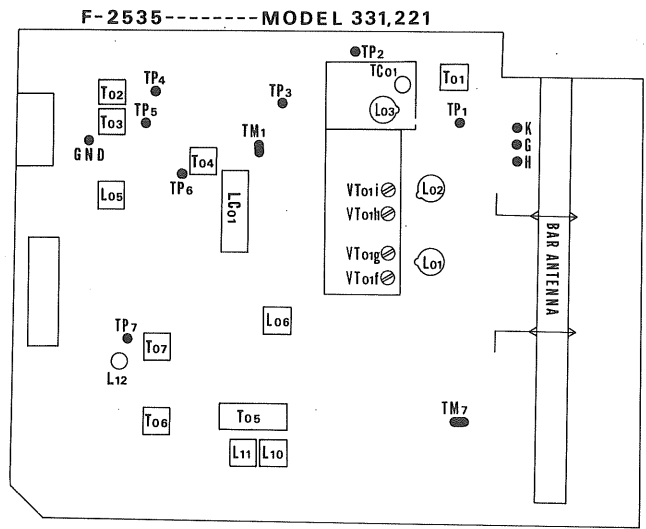 F-2535--------MODEL 331,221
TP2
TC01
T01
TP4
T02
TP3
L03
TP5
T03
TP1
K
G
H
GND
TM1
T04
TP6
L05
LC01
VT01i
L02
VT01h
VT01g
L01
VT01f
BAR ANTENNA
L06
TP7
T07
L12
T06
T05
TM7
L11
L10